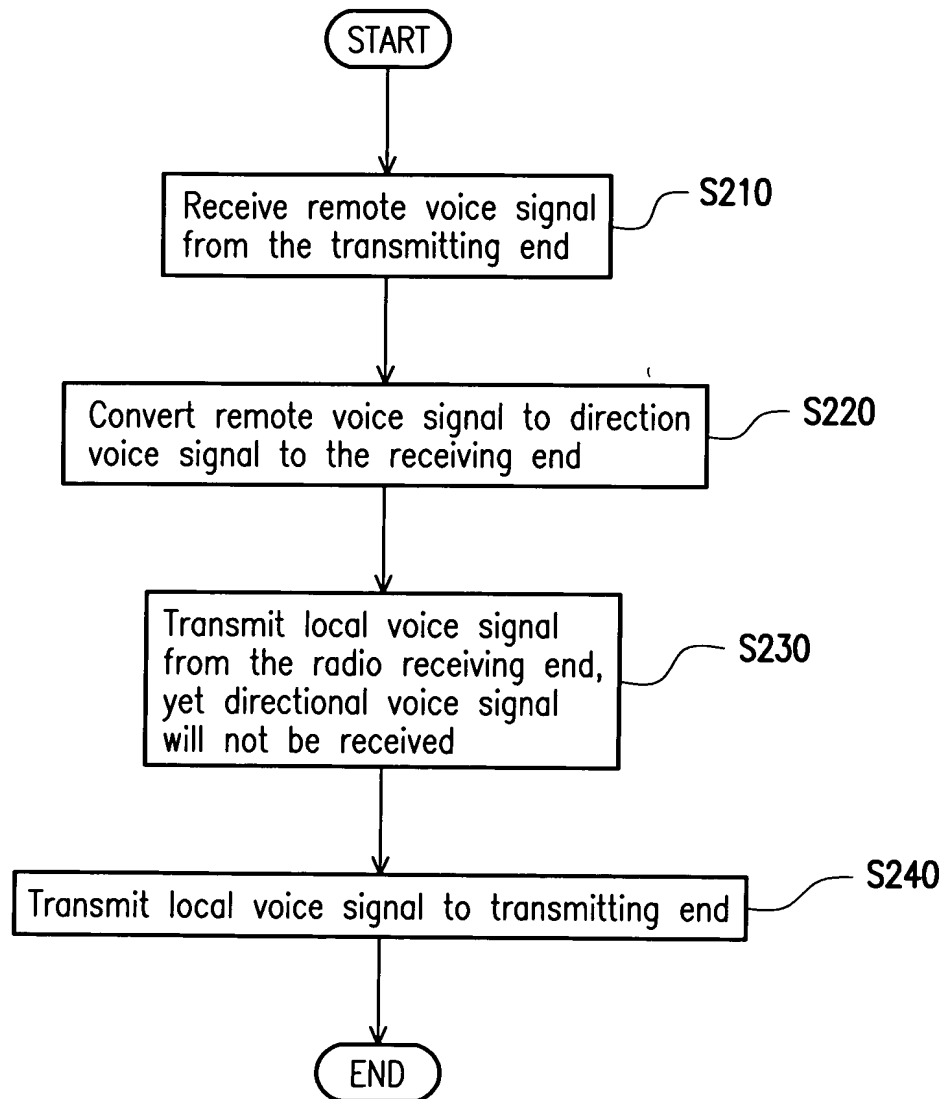 START
Receive remote voice signal
from the transmitting end
S210
Convert remote voice signal to direction
voice signal to the receiving end
S220
Transmit local voice signal
from the radio receiving end,
yet directional voice signal
will not be received
S230
Transmit local voice signal to transmitting end
S240
END